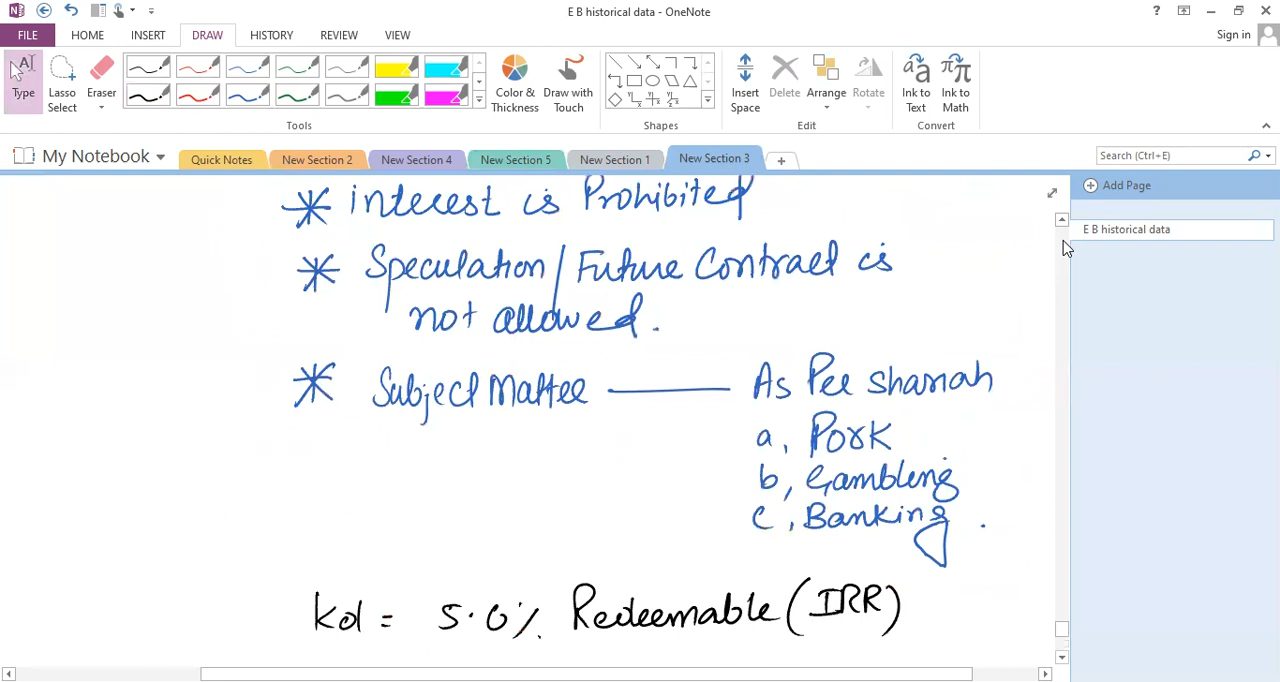 E B historical data - OneNote
Sign in
FILE HOME INSERT DRAW HISTORY REVIEW VIEW
Type
Lasso Select
Eraser
Color & Thickness
Draw with Touch
Insert Space
Delete
Arrange
Rotate
Ink to Text
Ink to Math
Tools Shapes Edit Convert
My Notebook Quick Notes New Section 2 New Section 4 New Section 5 New Section 1 New Section 3
Search (Ctrl+E)
Add Page
E B historical data
* Interest is Prohibited
* Speculation/Future Contract is
not allowed.
* Subject Matter — As Per shariah
a, Pork
b, Gambling
c, Banking.
kd = 5.0% Redeemable (IRR)